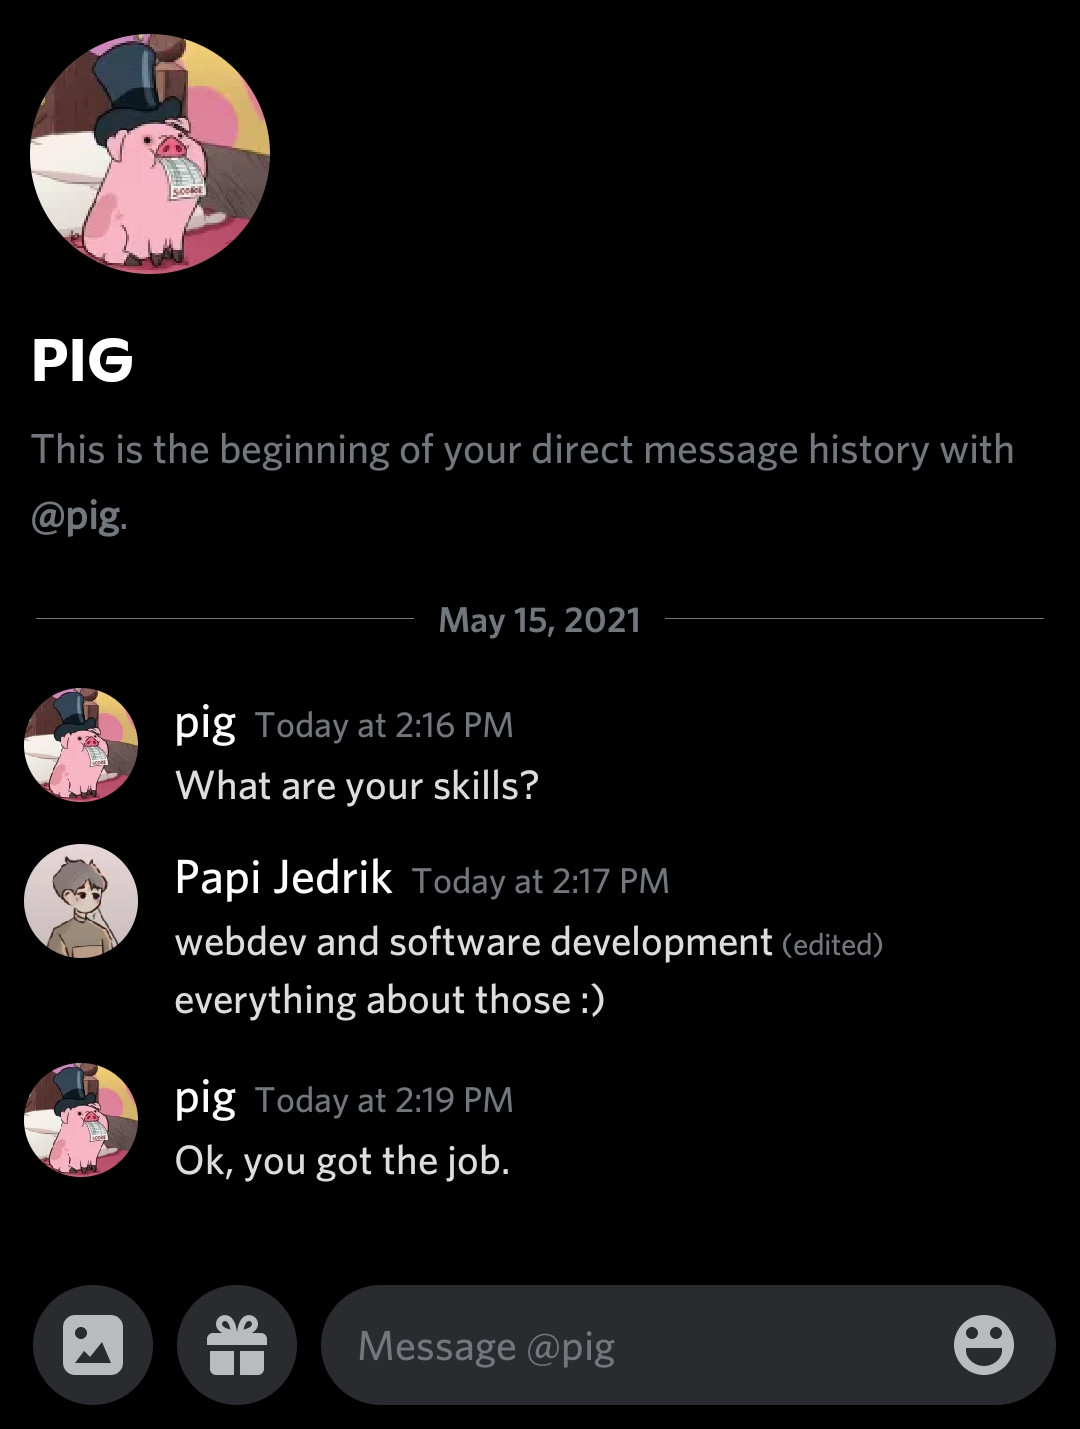 SCORE
PIG
This is the beginning of your direct message history with
@pig.
May 15, 2021
pig Today at 2:16 PM
What are your skills?
Papi Jedrik Today at 2:17 PM
webdev and software development (edited)
everything about those :)
pig Today at 2:19 PM
Ok, you got the job.
Message @pig